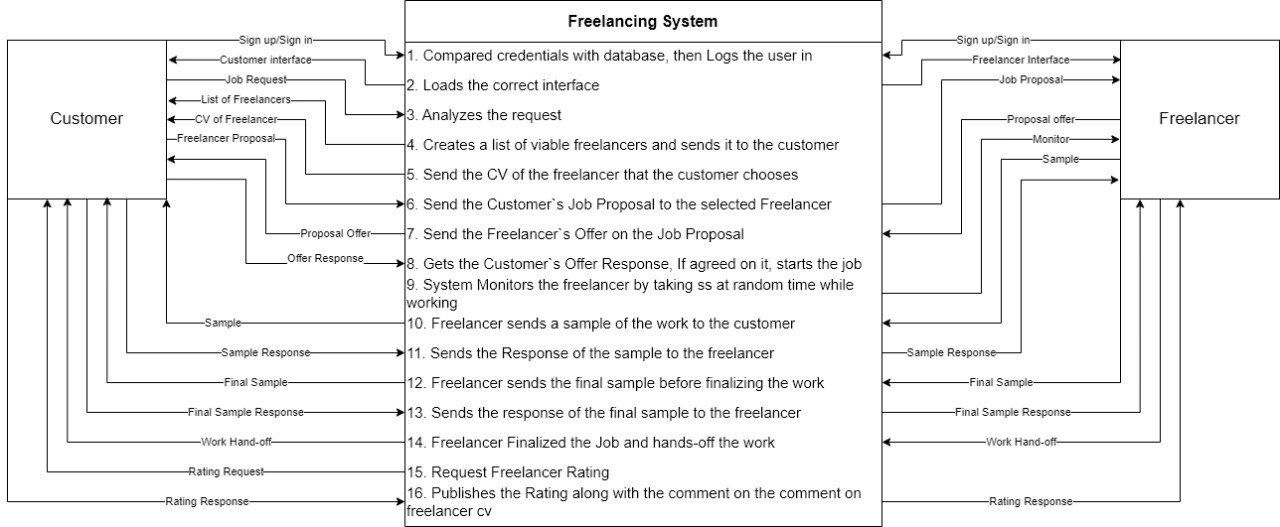 Freelancing System
Sign up/Sign in
Sign up/Sign in
1. Compared credentials with database, then Logs the user in
Customer interface
Freelancer Interface
Job Request
2. Loads the correct interface
Job Proposal
List of Freelancers
3. Analyzes the request
Customer
CV of Freelancer
Proposal offer
Freelancer
Freelancer Proposal
Monitor
4. Creates a list of viable freelancers and sends it to the customer
Sample
5. Send the CV of the freelancer that the customer chooses
6. Send the Customer`s Job Proposal to the selected Freelancer
Proposal Offer
7. Send the Freelancer`s Offer on the Job Proposal
Offer Response
8. Gets the Customer`s Offer Response, If agreed on it, starts the job
9. System Monitors the freelancer by taking ss at random time while
working
Sample
10. Freelancer sends a sample of the work to the customer
Sample Response
11. Sends the Response of the sample to the freelancer
Sample Response
Final Sample
12. Freelancer sends the final sample before finalizing the work
Final Sample
Final Sample Response
13. Sends the response of the final sample to the freelancer
Final Sample Response
Work Hand-off
14. Freelancer Finalized the Job and hands-off the work
Work Hand-off
Rating Request
15. Request Freelancer Rating
Rating Response
16. Publishes the Rating along with the comment on the comment on
freelancer cv
Rating Response